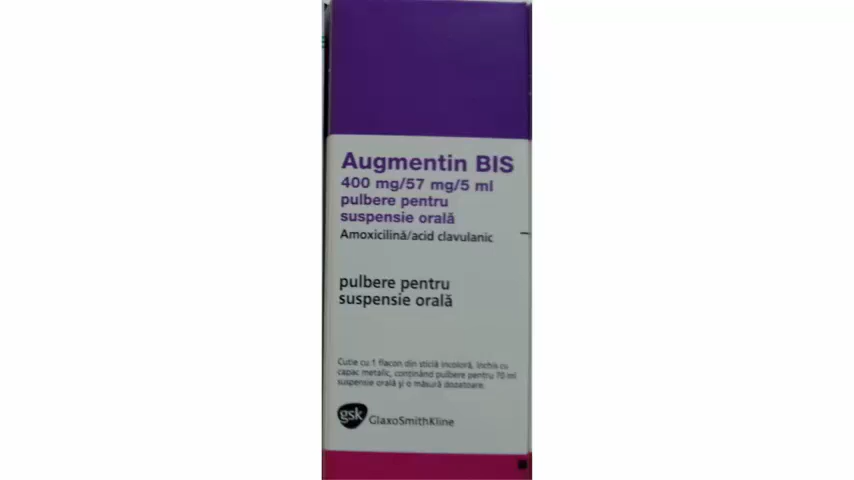 Augmentin BIS
400 mg/57 mg/5 ml
pulbere pentru
suspensie orală
Amoxicilină/acid clavulanic
pulbere pentru
suspensie orală
Cutie cu 1 flacon din sticlă incoloră, închis cu
capac metalic, conținând pulbere pentru 70 ml
suspensie orală și o măsură dozatoare.
gsk GlaxoSmithKline